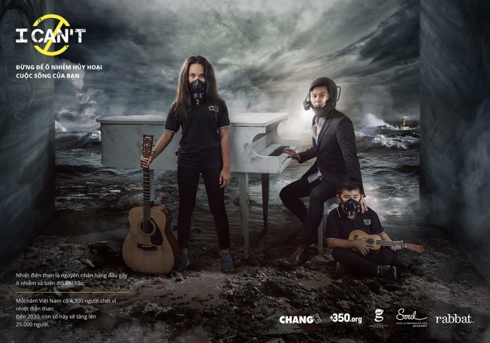 I CAN'T
ĐỪNG ĐỂ Ô NHIỄM HỦY HOẠI
CUỘC SỐNG CỦA BẠN
Nhiệt điện than là nguyên nhân hàng đầu gây
ô nhiễm và biến đổi khí hậu.
Mỗi năm Việt Nam có 4,300 người chết vì
nhiệt điện than.
Đến 2030, con số này sẽ tăng lên
25.000 người.
CHANGE
350.org
g
Soul
ACADEMY
rabbat.